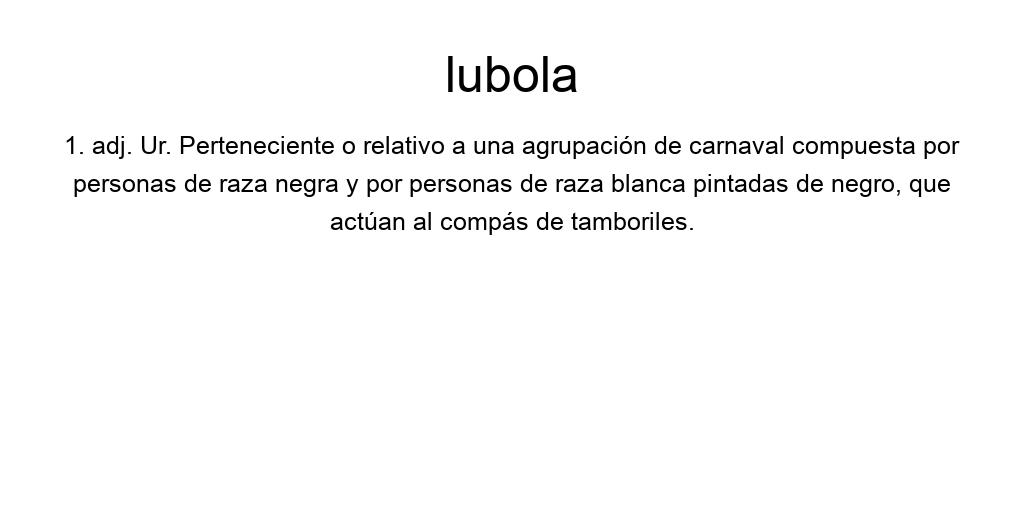 lubola
1. adj. Ur. Perteneciente o relativo a una agrupación de carnaval compuesta por
personas de raza negra y por personas de raza blanca pintadas de negro, que
actúan al compás de tamboriles.